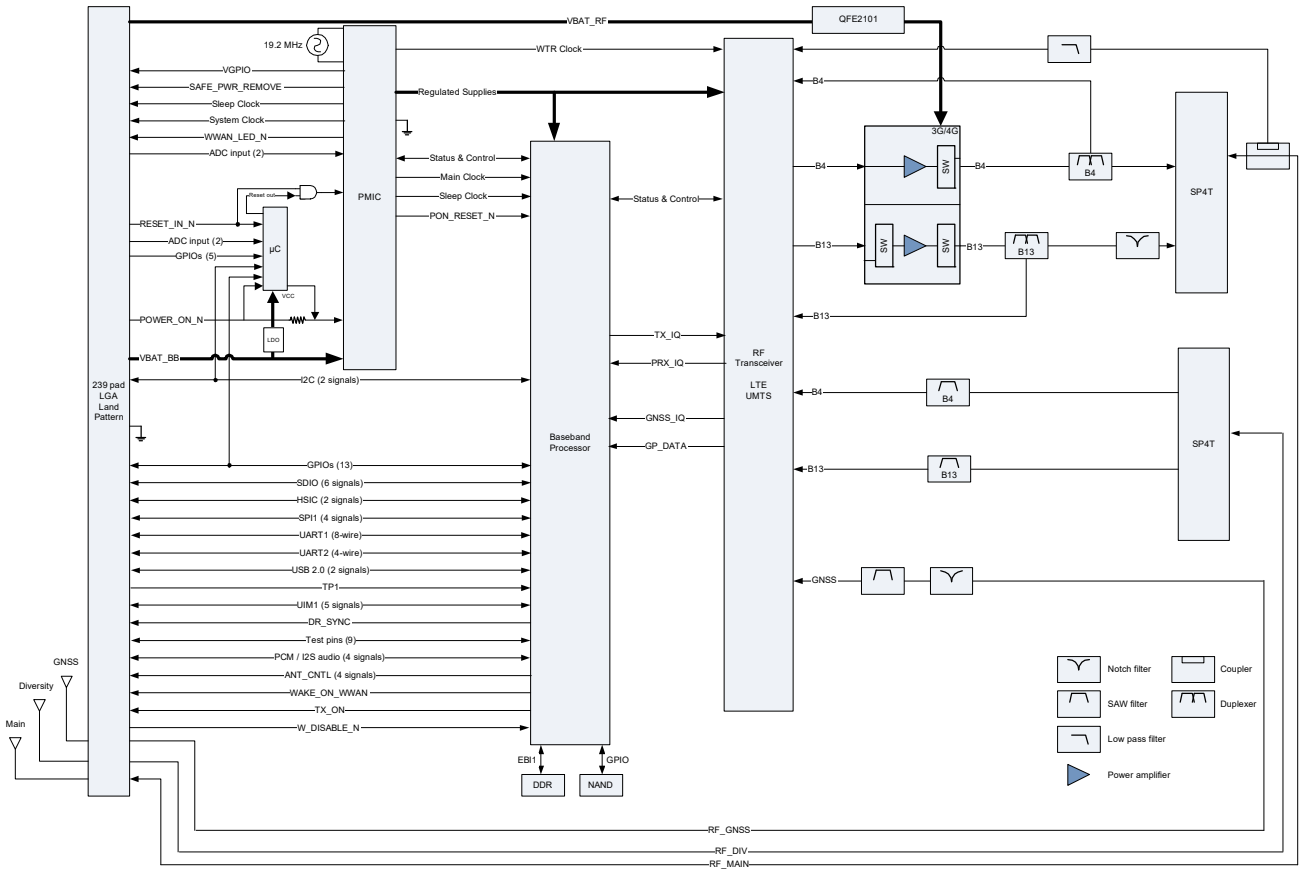 VBAT_RF
QFE2101
19.2 MHz
WTR Clock
VGPIO
SAFE_PWR_REMOVE
Sleep Clock
System Clock
WWAN_LED_N
ADC input (2)
Regulated Supplies
B4
3G/4G
SW
B4
B4
B4
SP4T
Status & Control
Main Clock
Sleep Clock
PON_RESET_N
PMIC
Status & Control
Reset out
RESET_IN_N
ADC input (2)
GPIOs (5)
µC
VCC
B13
SW
SW
B13
B13
B13
POWER_ON_N
LDO
VBAT_BB
I2C (2 signals)
TX_IQ
PRX_IQ
GNSS_IQ
GP_DATA
RF
Transceiver
LTE
UMTS
239 pad
LGA
Land
Pattern
Baseband
Processor
B4
B4
SP4T
B13
B13
GPIOs (13)
SDIO (6 signals)
HSIC (2 signals)
SPI1 (4 signals)
UART1 (8-wire)
UART2 (4-wire)
USB 2.0 (2 signals)
TP1
UIM1 (5 signals)
DR_SYNC
Test pins (9)
PCM / I2S audio (4 signals)
ANT_CNTL (4 signals)
WAKE_ON_WWAN
TX_ON
W_DISABLE_N
GNSS
GNSS
Diversity
Main
EBI1
GPIO
DDR
NAND
Notch filter
Coupler
SAW filter
Duplexer
Low pass filter
Power amplifier
RF_GNSS
RF_DIV
RF_MAIN